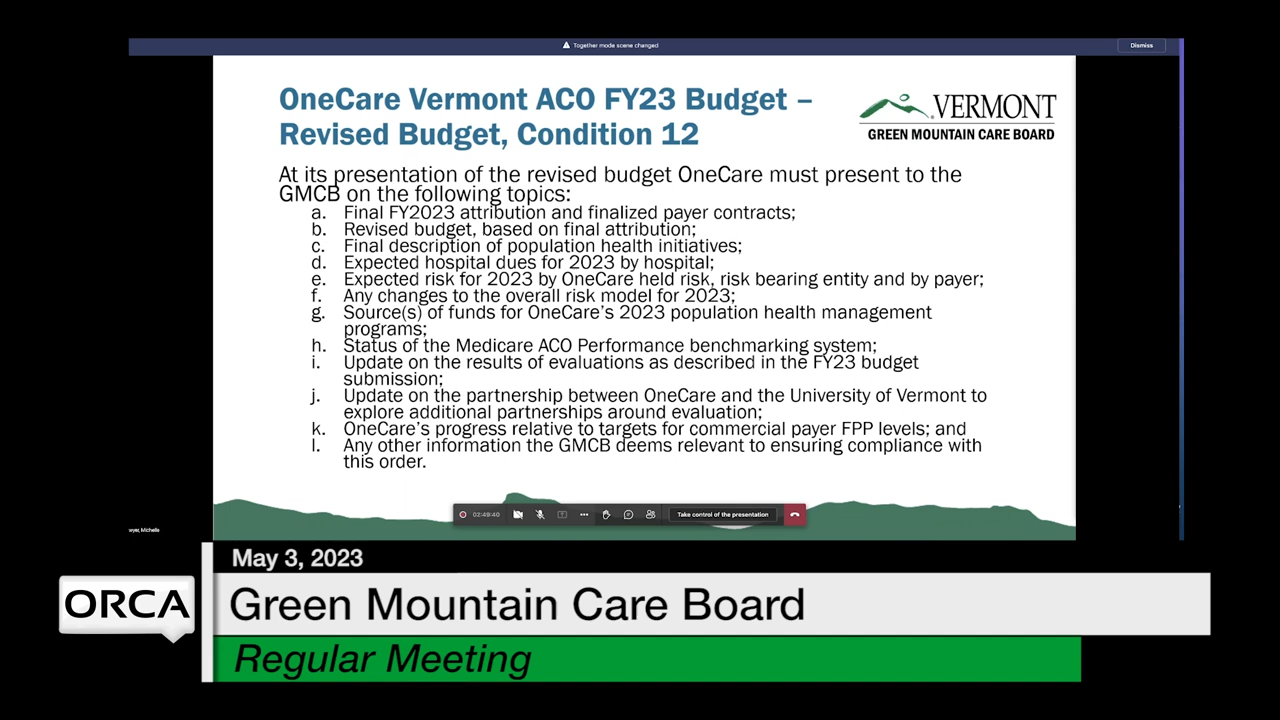 Together mode scene changed
Dismiss
OneCare Vermont ACO FY23 Budget –
Revised Budget, Condition 12
VERMONT
GREEN MOUNTAIN CARE BOARD
At its presentation of the revised budget OneCare must present to the
GMCB on the following topics:
a. Final FY2023 attribution and finalized payer contracts;
b. Revised budget, based on final attribution;
c. Final description of population health initiatives;
d. Expected hospital dues for 2023 by hospital;
e. Expected risk for 2023 by OneCare held risk, risk bearing entity and by payer;
f. Any changes to the overall risk model for 2023;
g. Source(s) of funds for OneCare's 2023 population health management
programs;
h. Status of the Medicare ACO Performance benchmarking system;
i. Update on the results of evaluations as described in the FY23 budget
submission;
j. Update on the partnership between OneCare and the University of Vermont to
explore additional partnerships around evaluation;
k. OneCare's progress relative to targets for commercial payer FPP levels; and
l. Any other information the GMCB deems relevant to ensuring compliance with
this order.
02:49:40
Take control of the presentation
Michelle
May 3, 2023
ORCA
Green Mountain Care Board
Regular Meeting